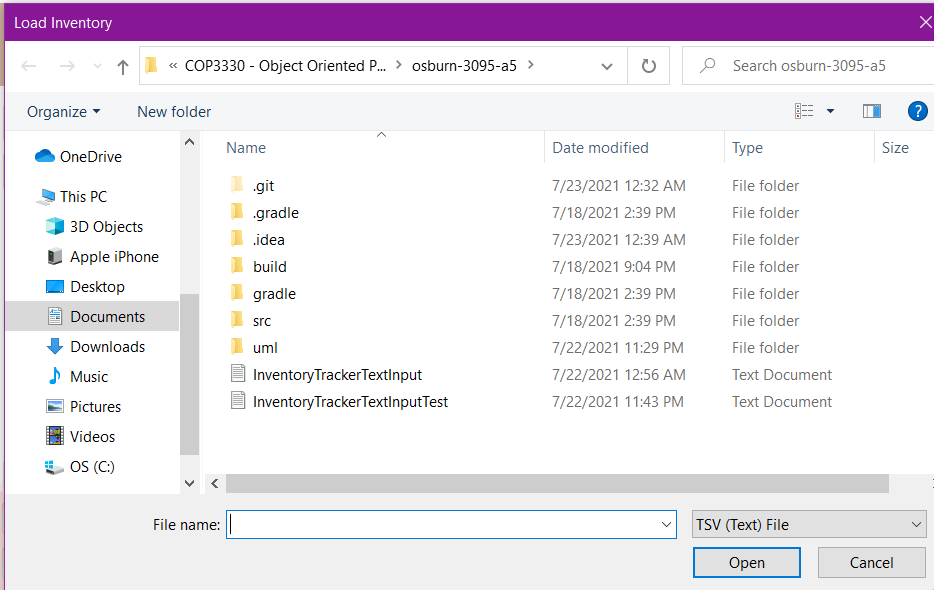 Load Inventory
« COP3330 - Object Oriented P... > osburn-3095-a5 >
Search osburn-3095-a5
Organize
New folder
?
OneDrive
This PC
3D Objects
Apple iPhone
Desktop
Documents
Downloads
Music
Pictures
Videos
OS (C:)
Name Date modified Type Size
.git 7/23/2021 12:32 AM File folder
.gradle 7/18/2021 2:39 PM File folder
.idea 7/23/2021 12:39 AM File folder
build 7/18/2021 9:04 PM File folder
gradle 7/18/2021 2:39 PM File folder
src 7/18/2021 2:39 PM File folder
uml 7/22/2021 11:29 PM File folder
InventoryTrackerTextInput 7/22/2021 12:56 AM Text Document
InventoryTrackerTextInputTest 7/22/2021 11:43 PM Text Document
File name:
TSV (Text) File
Open
Cancel